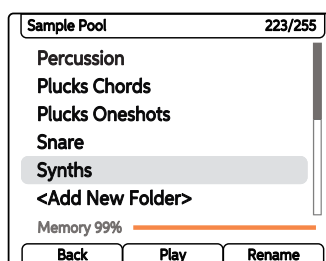 Sample Pool 223/255
Percussion
Plucks Chords
Plucks Oneshots
Snare
Synths
<Add New Folder>
Memory 99%
Back Play Rename